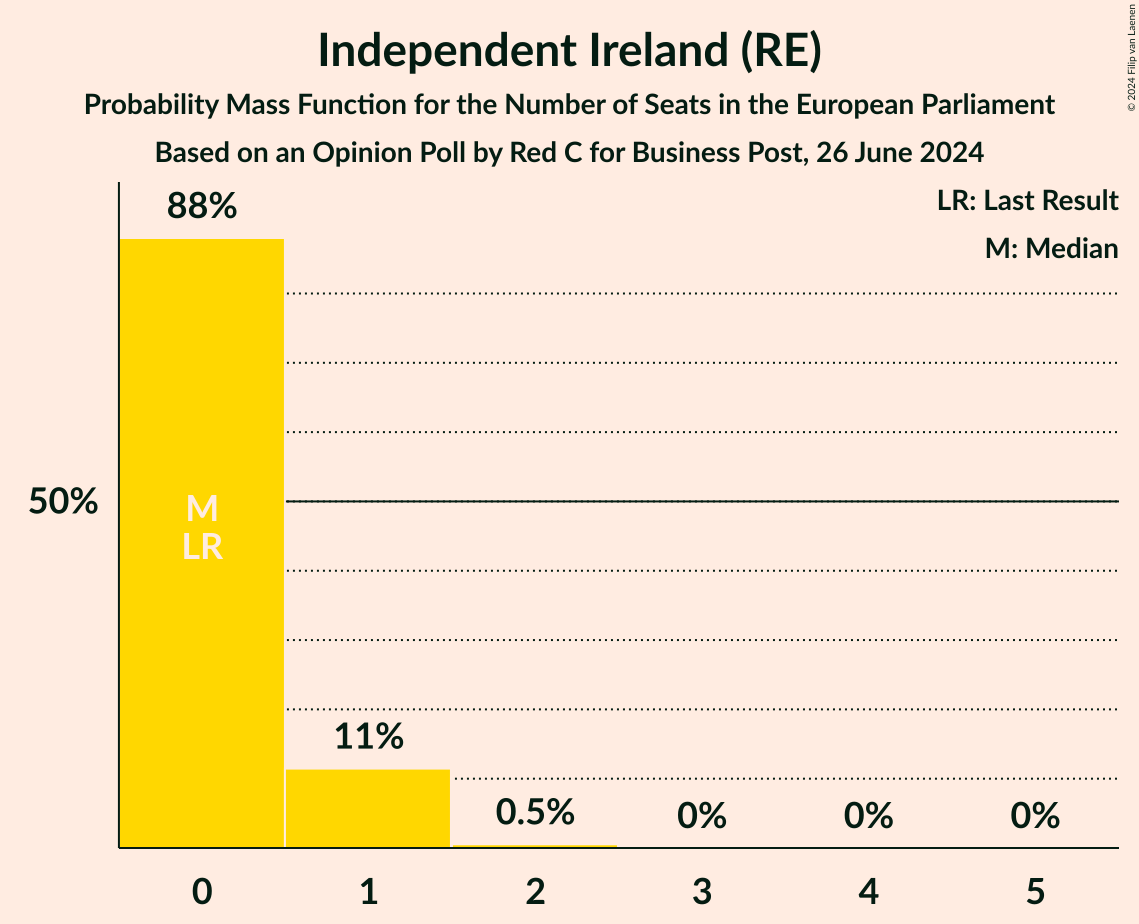 Independent Ireland (RE)
Probability Mass Function for the Number of Seats in the European Parliament
Based on an Opinion Poll by Red C for Business Post, 26 June 2024
© 2024 Filip van Laenen
LR: Last Result
M: Median
88%
50%
M
LR
11%
0.5%
0%
0%
0%
0
1
2
3
4
5